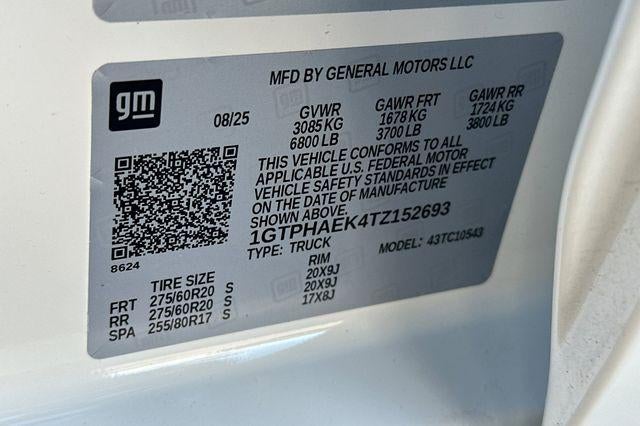 MFD BY GENERAL MOTORS LLC
gm
08/25 GVWR GAWR FRT GAWR RR
3085 KG 1678 KG 1724 KG
6800 LB 3700 LB 3800 LB
THIS VEHICLE CONFORMS TO ALL
APPLICABLE U.S. FEDERAL MOTOR
VEHICLE SAFETY STANDARDS IN EFFECT
ON THE DATE OF MANUFACTURE
SHOWN ABOVE.
1GTPHAEK4TZ152693
TYPE: TRUCK MODEL: 43TC10543
8624
TIRE SIZE RIM
FRT 275/60R20 S 20X9J
RR 275/60R20 S 20X9J
SPA 255/80R17 S 17X8J